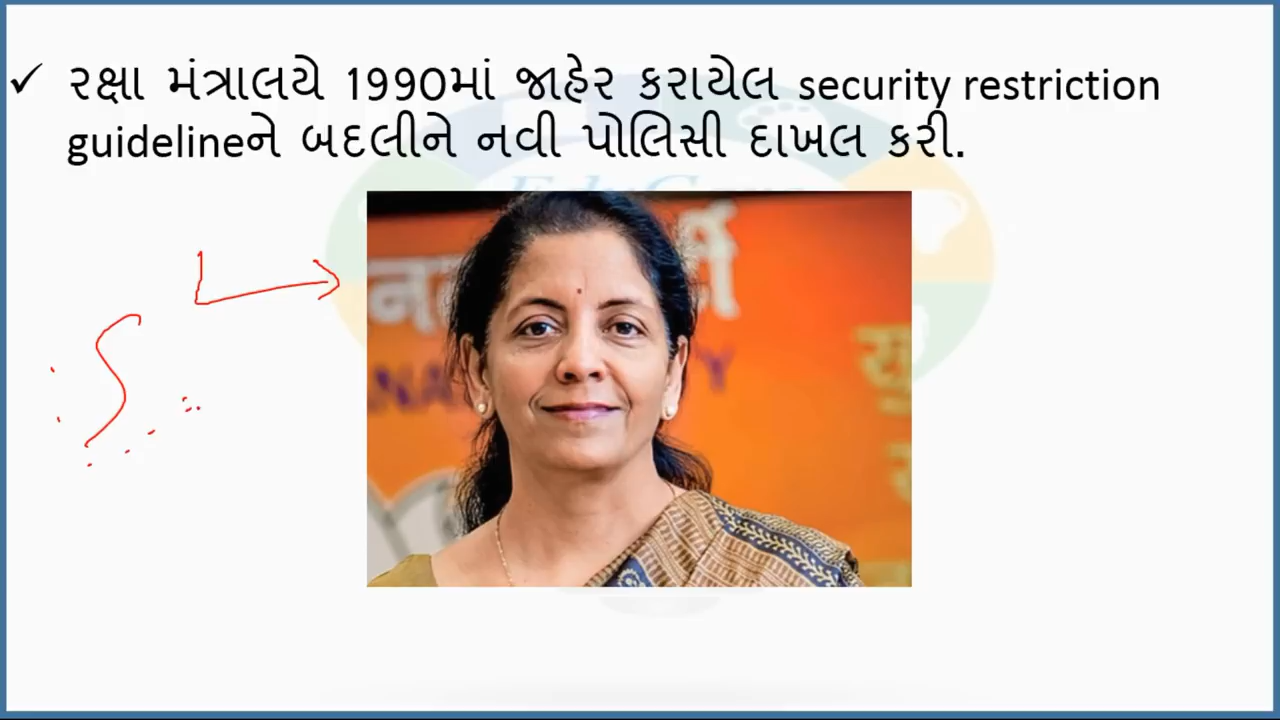 ✓ રક્ષા મંત્રાલયે 1990માં જાહેર કરાયેલ security restriction
guidelineને બદલીને નવી પોલિસી દાખલ કરી.